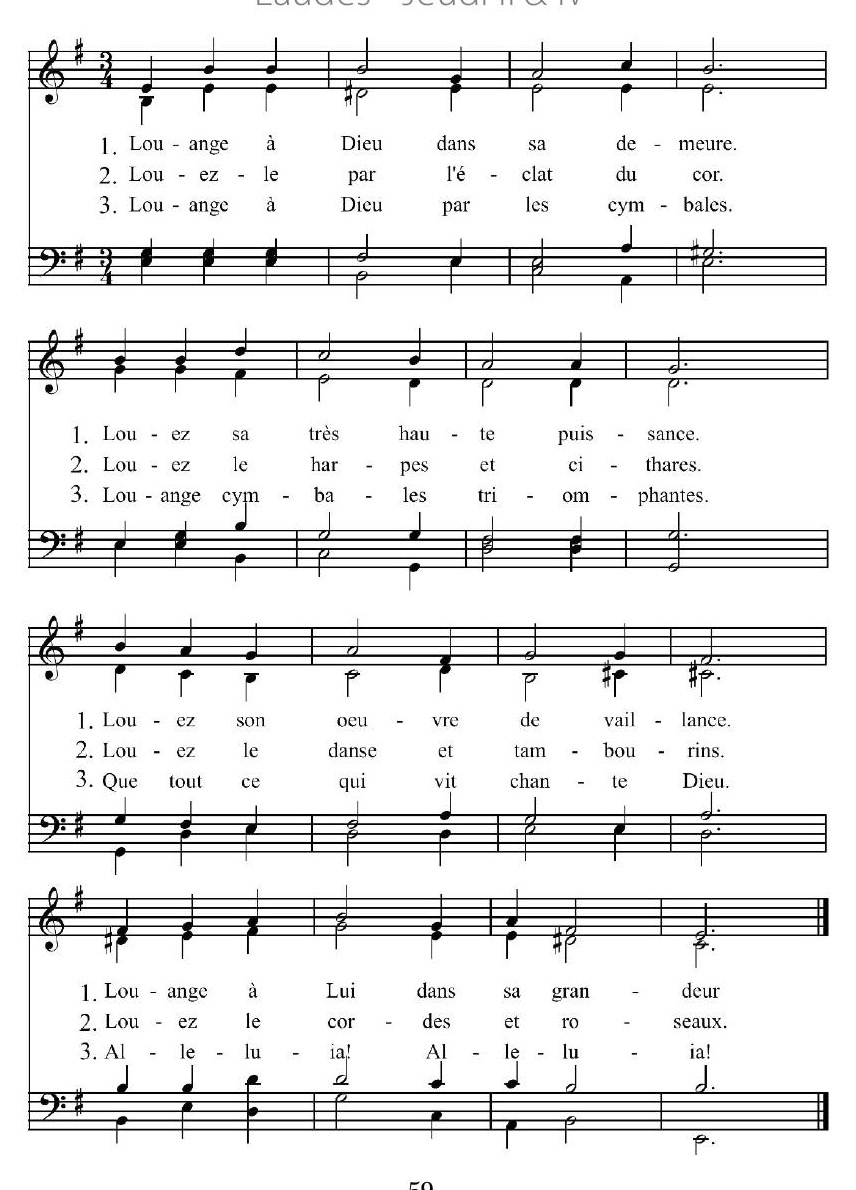 Laudes - Jeudi II & IV
1. Lou - ange à Dieu dans sa de - meure.
2. Lou - ez - le par l'é - clat du cor.
3. Lou - ange à Dieu par les cym - bales.
1. Lou - ez sa très hau - te puis - sance.
2. Lou - ez le har - pes et ci - thares.
3. Lou - ange cym - ba - les tri - om - phantes.
1. Lou - ez son oeu - vre de vail - lance.
2. Lou - ez le danse et tam - bou - rins.
3. Que tout ce qui vit chan - te Dieu.
1. Lou - ange à Lui dans sa gran - deur
2. Lou - ez le cor - des et ro - seaux.
3. Al - le - lu - ia! Al - le - lu - ia!
59